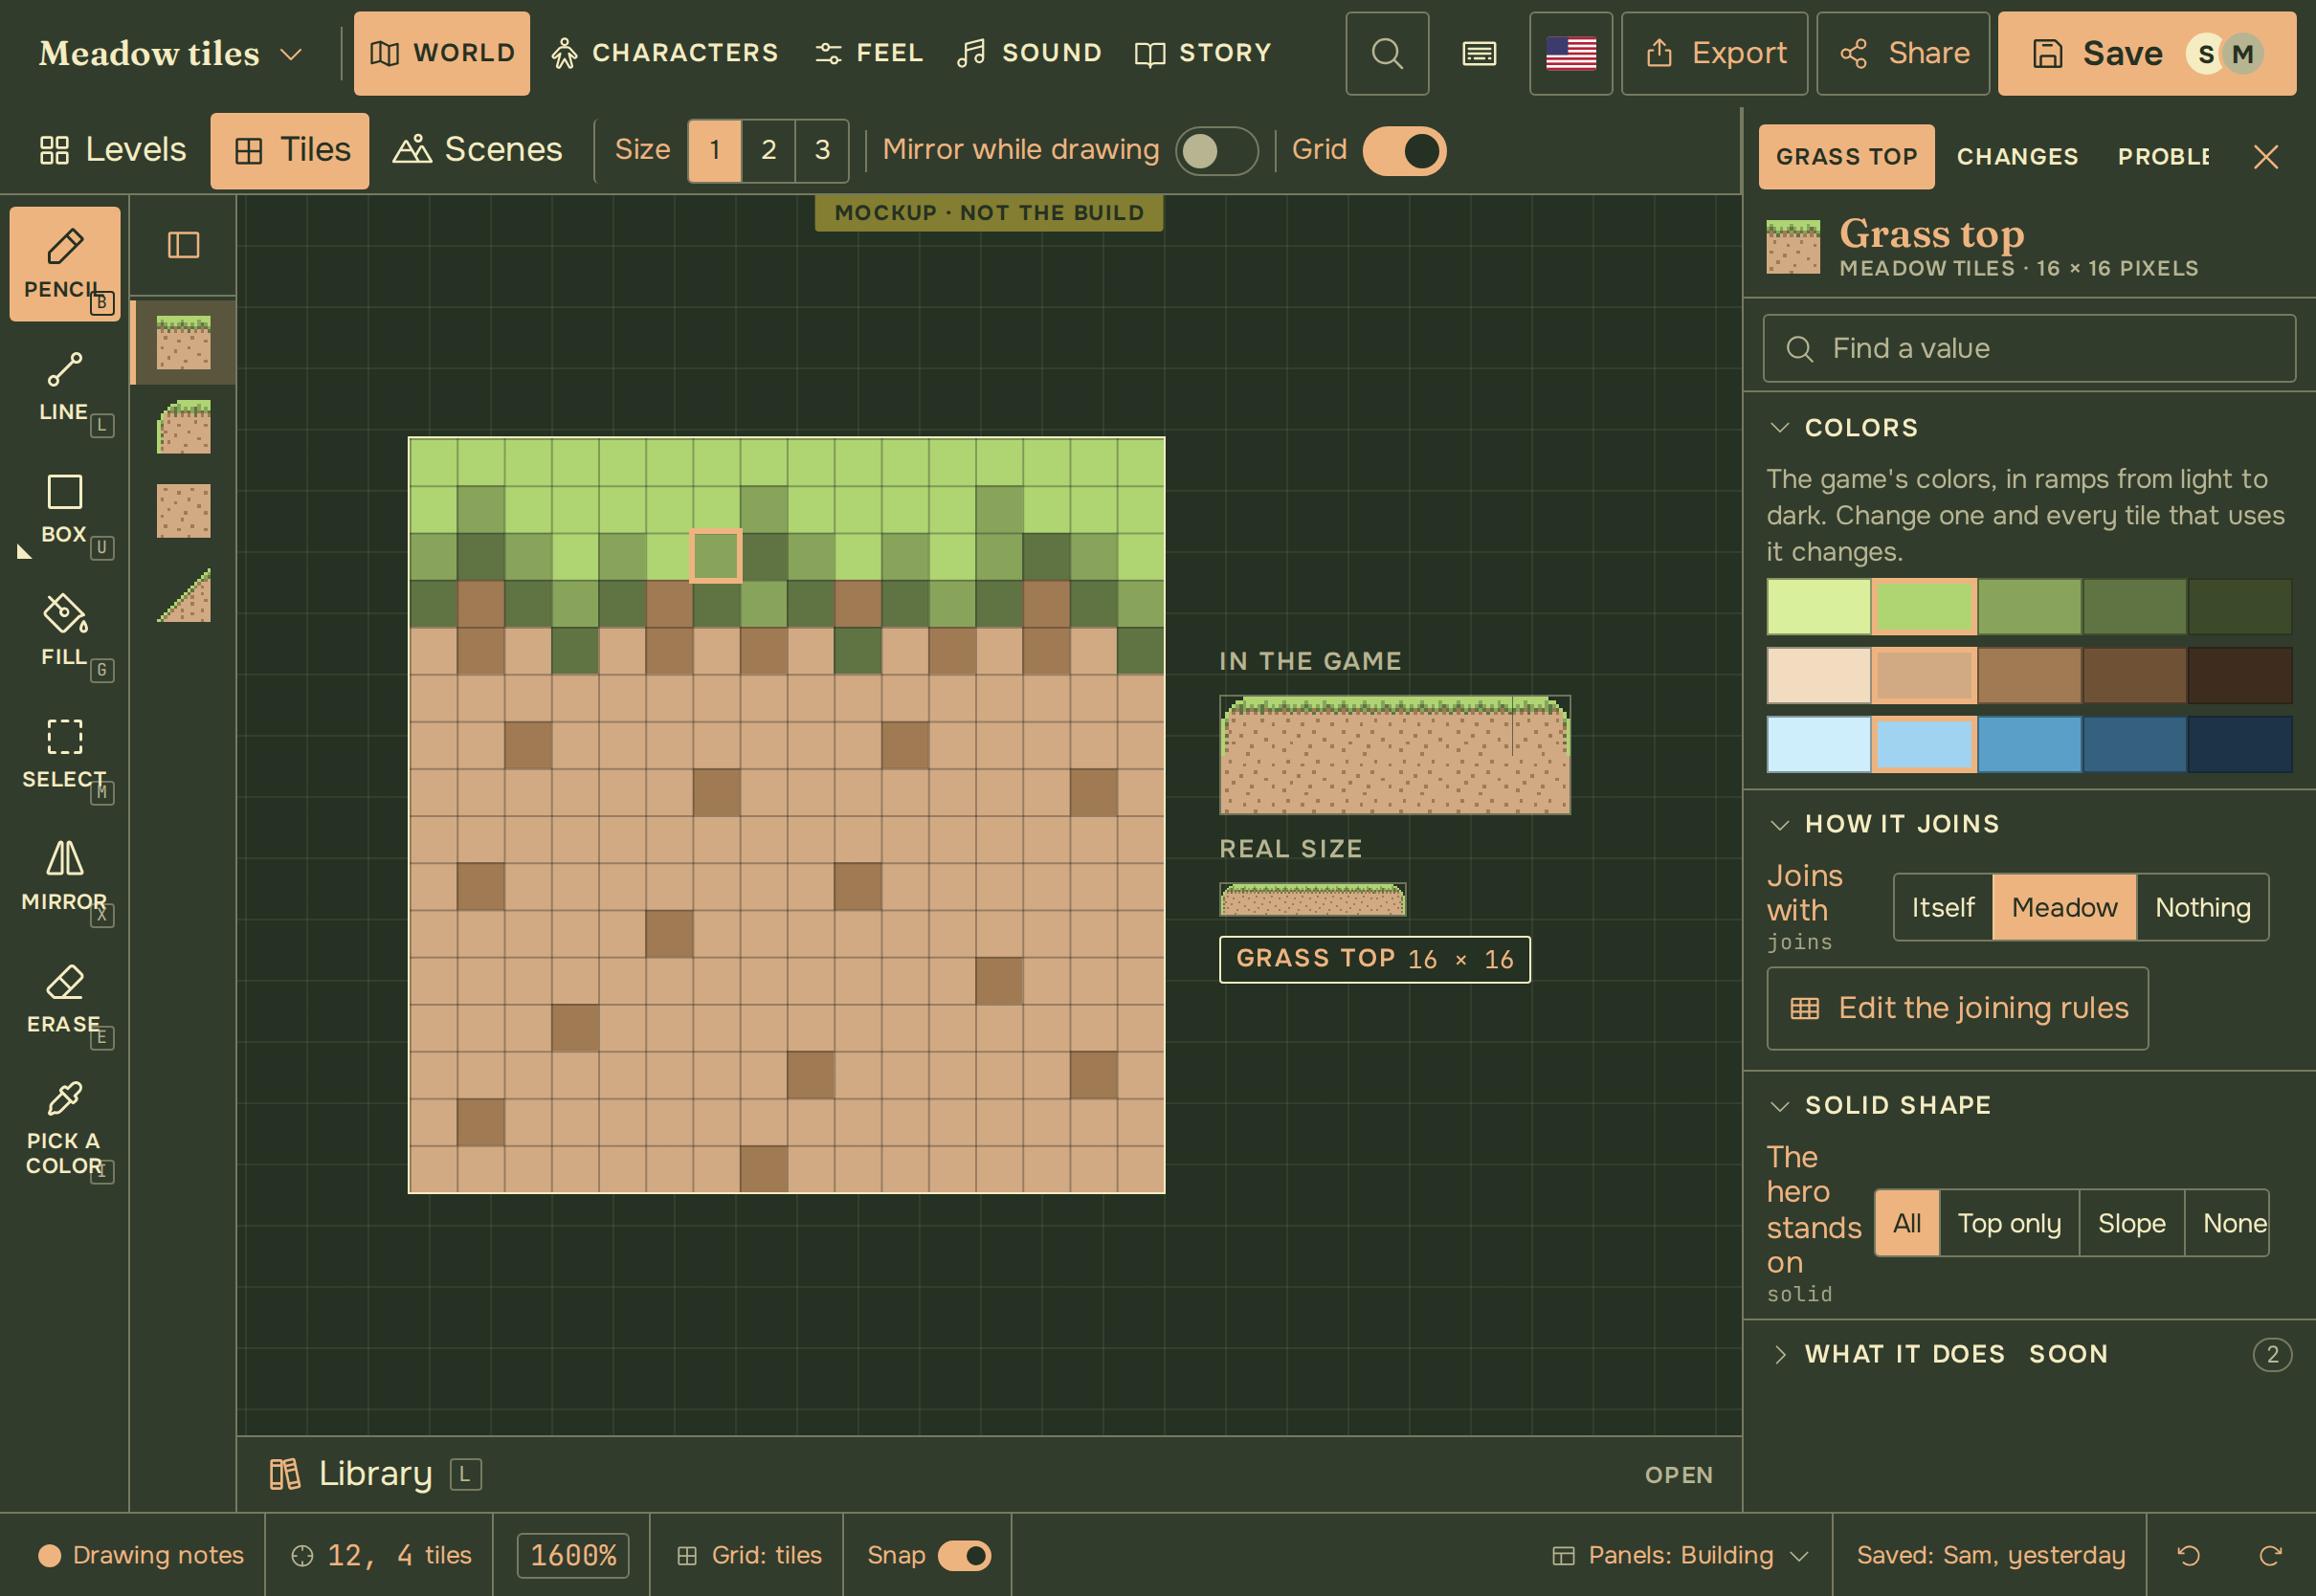 Meadow tiles
WORLD
CHARACTERS
FEEL
SOUND
STORY
Export
Share
Save
S
M
Levels
Tiles
Scenes
Size
1
2
3
Mirror while drawing
Grid
GRASS TOP
CHANGES
PROBLE
MOCKUP · NOT THE BUILD
PENCIL
B
LINE
L
BOX
U
FILL
G
SELECT
M
MIRROR
X
ERASE
E
PICK A
COLOR
I
IN THE GAME
REAL SIZE
GRASS TOP 16 × 16
Grass top
MEADOW TILES · 16 × 16 PIXELS
Find a value
COLORS
The game's colors, in ramps from light to
dark. Change one and every tile that uses
it changes.
HOW IT JOINS
Joins
with
joins
Itself
Meadow
Nothing
Edit the joining rules
SOLID SHAPE
The
hero
stands
on
solid
All
Top only
Slope
None
WHAT IT DOES SOON
2
Library
L
OPEN
Drawing notes
12, 4 tiles
1600%
Grid: tiles
Snap
Panels: Building
Saved: Sam, yesterday